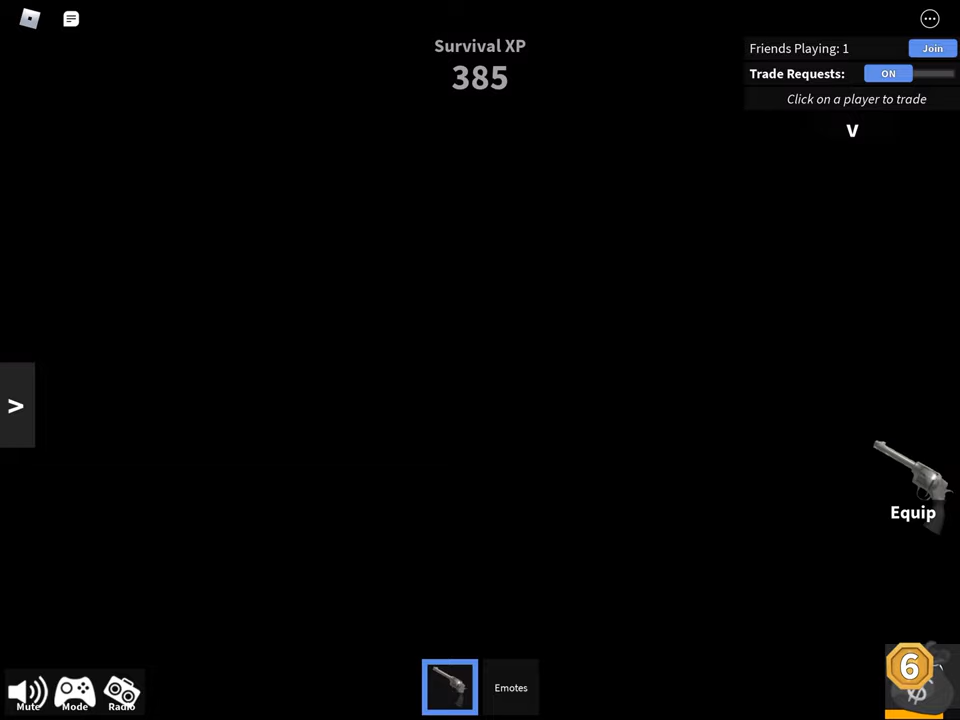 Survival XP
385
Friends Playing: 1
Join
Trade Requests:
ON
Click on a player to trade
V
>
Equip
6
Mute
Mode
Radio
Emotes